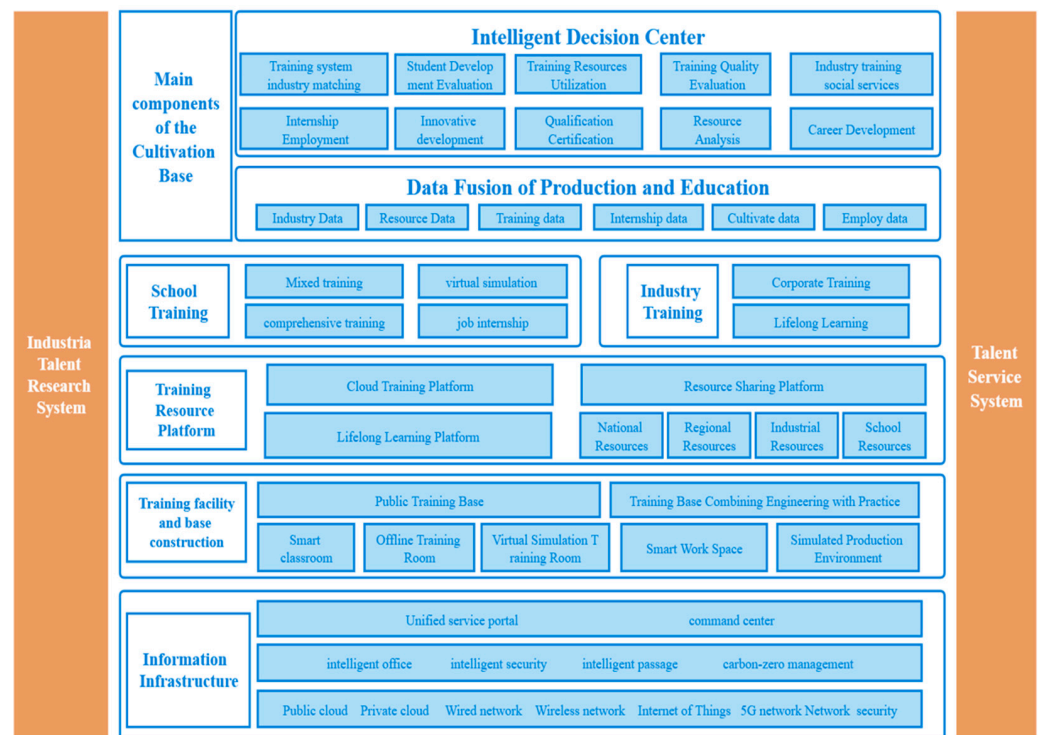 Industria
Talent
Research
System
Main
components
of the
Cultivation
Base
Intelligent Decision Center
Training system
industry matching
Student Develop
ment Evaluation
Training Resources
Utilization
Training Quality
Evaluation
Industry training
social services
Internship
Employment
Innovative
development
Qualification
Certification
Resource
Analysis
Career Development
Data Fusion of Production and Education
Industry Data
Resource Data
Training data
Internship data
Cultivate data
Employ data
School
Training
Mixed training
virtual simulation
comprehensive training
job internship
Industry
Training
Corporate Training
Lifelong Learning
Training
Resource
Platform
Cloud Training Platform
Resource Sharing Platform
Lifelong Learning Platform
National
Resources
Regional
Resources
Industrial
Resources
School
Resources
Training facility
and base
construction
Public Training Base
Training Base Combining Engineering with Practice
Smart
classroom
Offline Training
Room
Virtual Simulation T
raining Room
Smart Work Space
Simulated Production
Environment
Information
Infrastructure
Unified service portal
command center
intelligent office
intelligent security
intelligent passage
carbon-zero management
Public cloud
Private cloud
Wired network
Wireless network
Internet of Things
5G network
Network security
Talent
Service
System